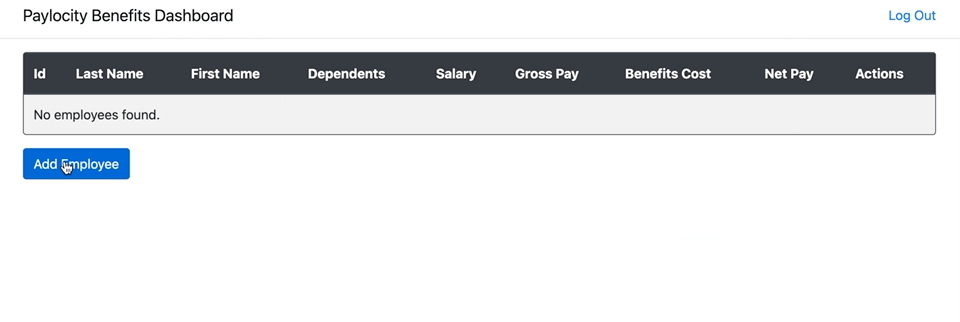 Paylocity Benefits Dashboard
Log Out
Id Last Name First Name Dependents Salary Gross Pay Benefits Cost Net Pay Actions
No employees found.
Add Employee